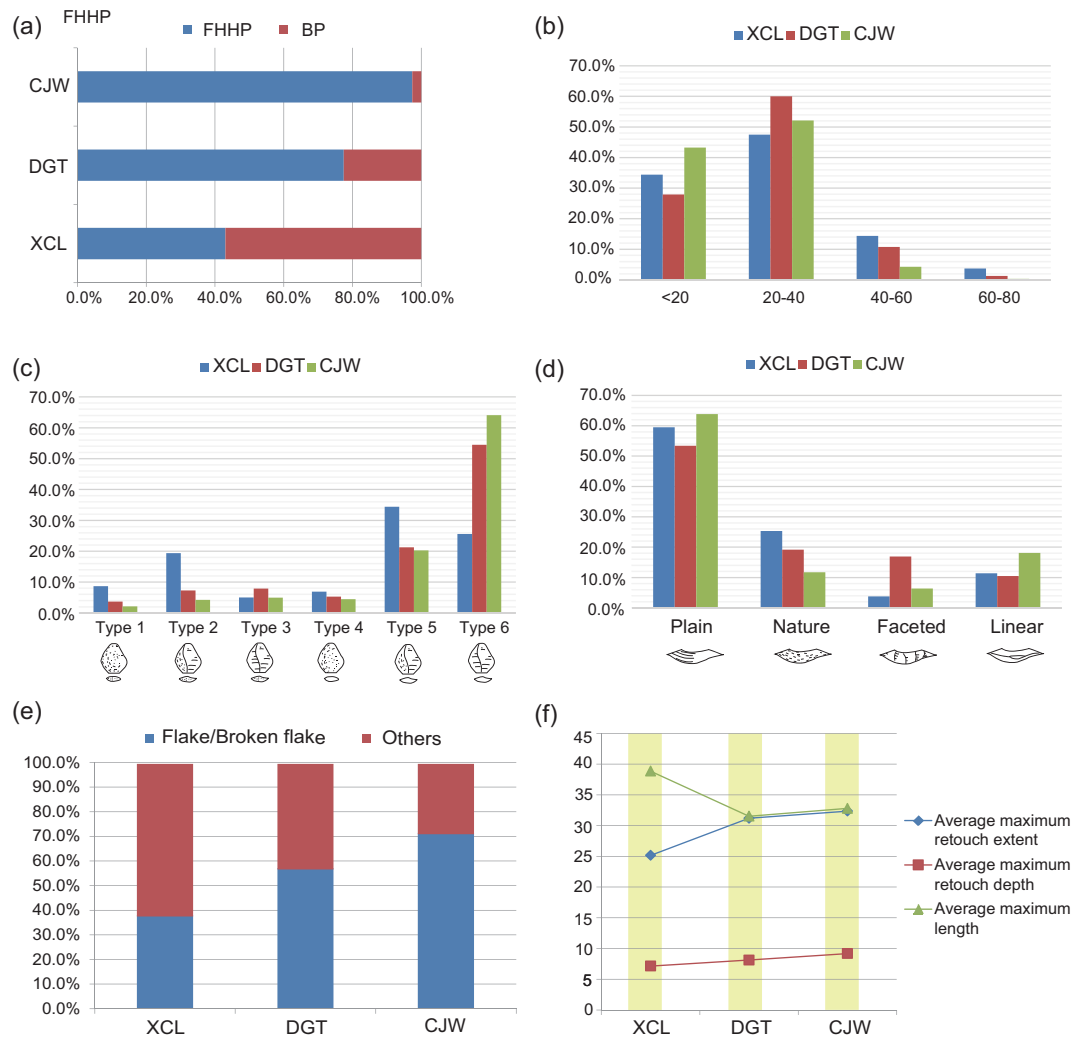 FHHP
(a)
FHHP BP
CJW
DGT
XCL
0.0% 20.0% 40.0% 60.0% 80.0% 100.0%
(b)
XCL DGT CJW
70.0%
60.0%
50.0%
40.0%
30.0%
20.0%
10.0%
0.0%
<20 20-40 40-60 60-80
(c)
XCL DGT CJW
70.0%
60.0%
50.0%
40.0%
30.0%
20.0%
10.0%
0.0%
Type 1 Type 2 Type 3 Type 4 Type 5 Type 6
(d)
XCL DGT CJW
70.0%
60.0%
50.0%
40.0%
30.0%
20.0%
10.0%
0.0%
Plain Nature Faceted Linear
(e)
Flake/Broken flake Others
100.0%
90.0%
80.0%
70.0%
60.0%
50.0%
40.0%
30.0%
20.0%
10.0%
0.0%
XCL DGT CJW
(f)
45
40
35
30
25
20
15
10
5
0
XCL DGT CJW
Average maximum
retouch extent
Average maximum
retouch depth
Average maximum
length